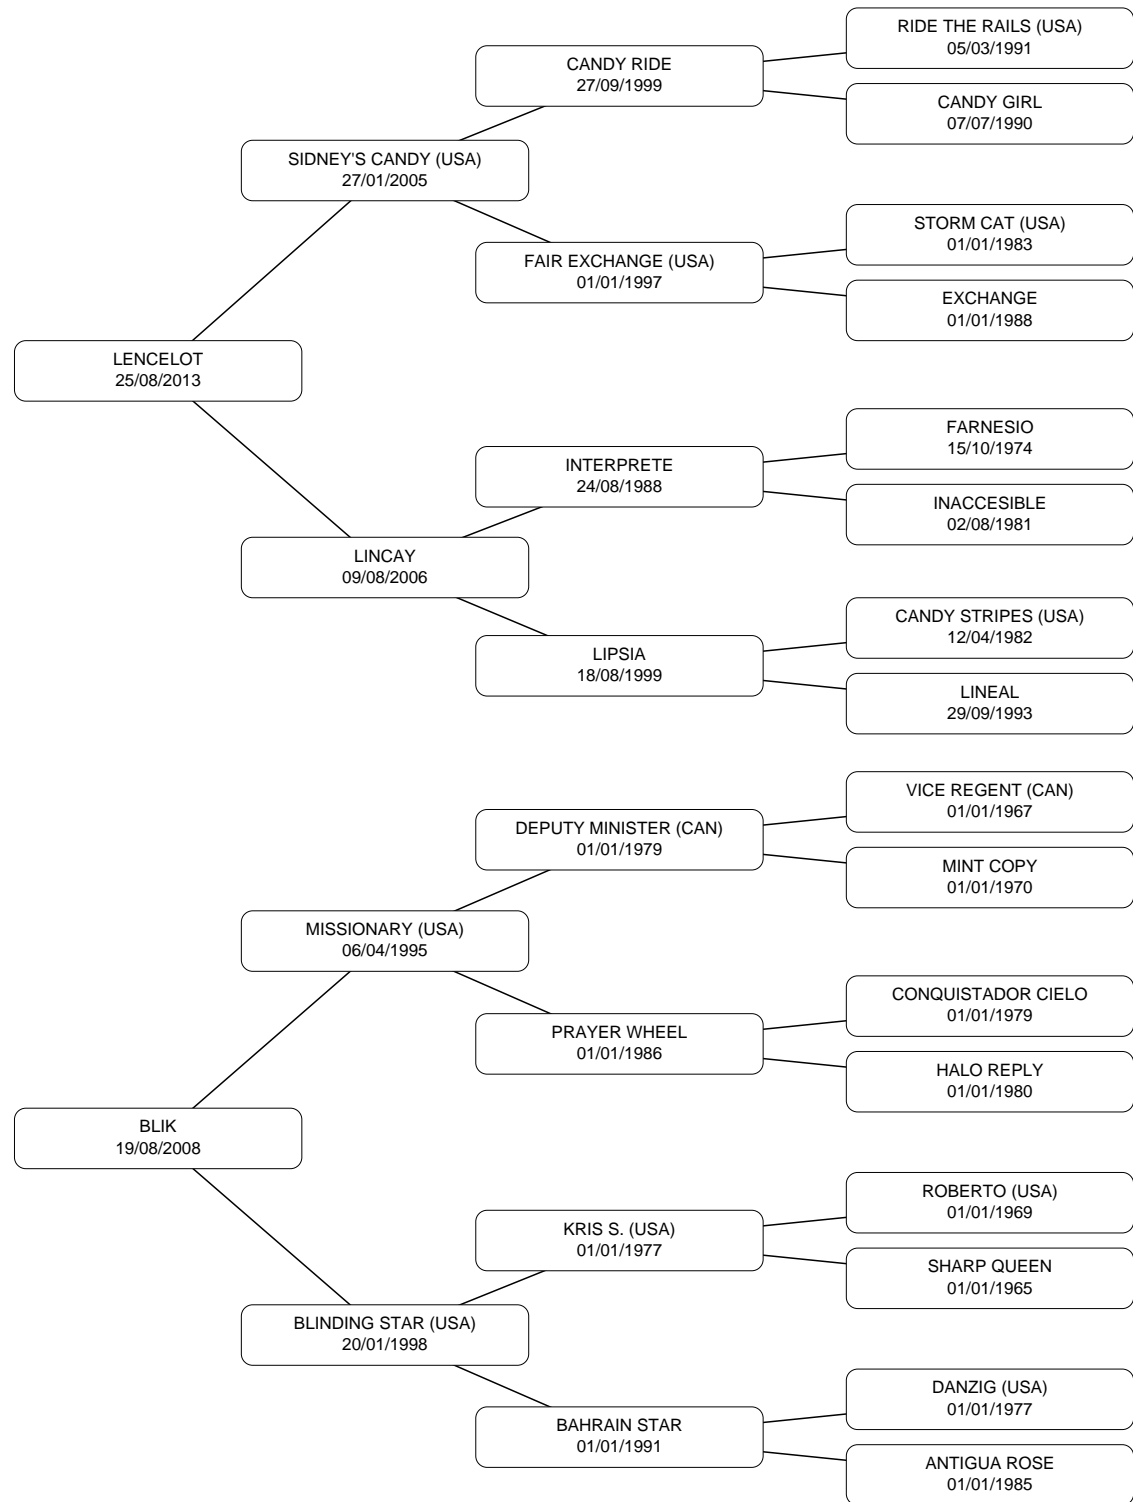 RIDE THE RAILS (USA)
05/03/1991
CANDY RIDE
27/09/1999
CANDY GIRL
07/07/1990
SIDNEY'S CANDY (USA)
27/01/2005
STORM CAT (USA)
01/01/1983
FAIR EXCHANGE (USA)
01/01/1997
EXCHANGE
01/01/1988
LENCELOT
25/08/2013
FARNESIO
15/10/1974
INTERPRETE
24/08/1988
INACCESIBLE
02/08/1981
LINCAY
09/08/2006
CANDY STRIPES (USA)
12/04/1982
LIPSIA
18/08/1999
LINEAL
29/09/1993
VICE REGENT (CAN)
01/01/1967
DEPUTY MINISTER (CAN)
01/01/1979
MINT COPY
01/01/1970
MISSIONARY (USA)
06/04/1995
CONQUISTADOR CIELO
01/01/1979
PRAYER WHEEL
01/01/1986
HALO REPLY
01/01/1980
BLIK
19/08/2008
ROBERTO (USA)
01/01/1969
KRIS S. (USA)
01/01/1977
SHARP QUEEN
01/01/1965
BLINDING STAR (USA)
20/01/1998
DANZIG (USA)
01/01/1977
BAHRAIN STAR
01/01/1991
ANTIGUA ROSE
01/01/1985